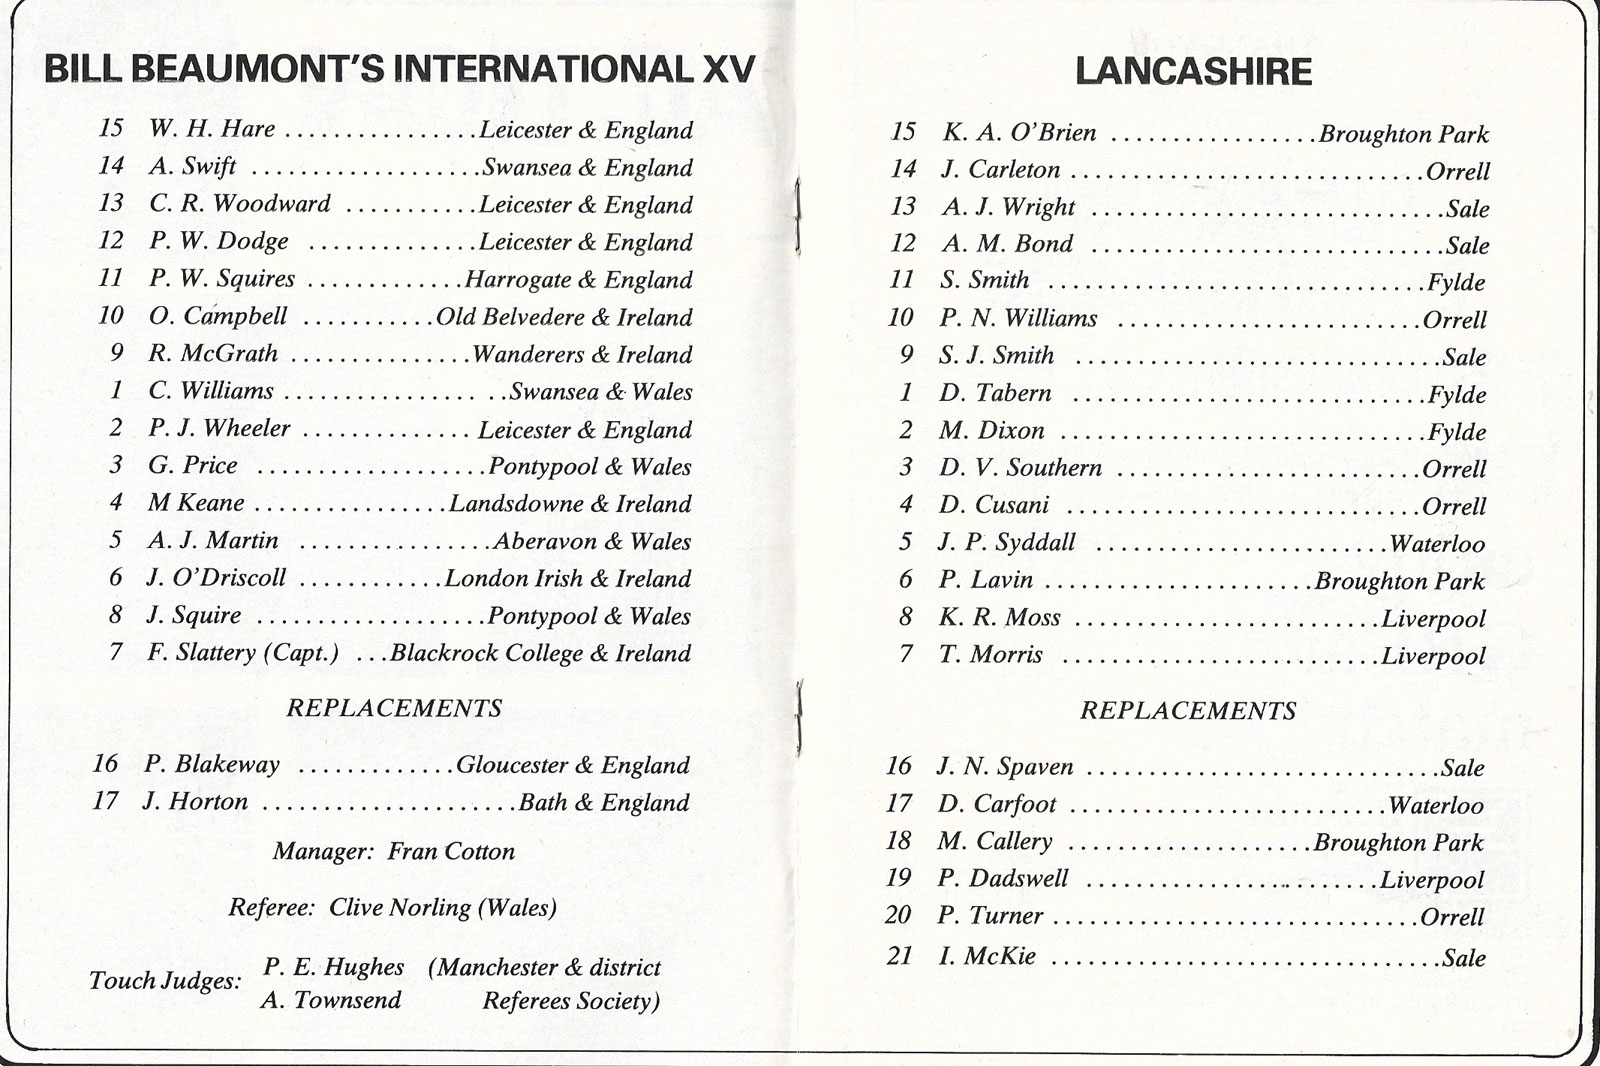 BILL BEAUMONT'S INTERNATIONAL XV
15 W. H. Hare ................Leicester & England
14 A. Swift ...................Swansea & England
13 C. R. Woodward ...........Leicester & England
12 P. W. Dodge ..............Leicester & England
11 P. W. Squires .............Harrogate & England
10 O. Campbell ...........Old Belvedere & Ireland
9 R. McGrath ...............Wanderers & Ireland
1 C. Williams ................ ..Swansea & Wales
2 P. J. Wheeler .............. Leicester & England
3 G. Price ...................Pontypool & Wales
4 M Keane ................Landsdowne & Ireland
5 A. J. Martin ................Aberavon & Wales
6 J. O'Driscoll ............London Irish & Ireland
8 J. Squire ...................Pontypool & Wales
7 F. Slattery (Capt.) ...Blackrock College & Ireland
REPLACEMENTS
16 P. Blakeway .............Gloucester & England
17 J. Horton .....................Bath & England
Manager: Fran Cotton
Referee: Clive Norling (Wales)
Touch Judges: P. E. Hughes (Manchester & district
A. Townsend Referees Society)
LANCASHIRE
15 K. A. O'Brien .................Broughton Park
14 J. Carleton .............................Orrell
13 A. J. Wright .............................Sale
12 A. M. Bond .............................Sale
11 S. Smith ...............................Fylde
10 P. N. Williams .........................Orrell
9 S. J. Smith ..............................Sale
1 D. Tabern .............................Fylde
2 M. Dixon ..............................Fylde
3 D. V. Southern .........................Orrell
4 D. Cusani .............................Orrell
5 J. P. Syddall ........................Waterloo
6 P. Lavin ......................Broughton Park
8 K. R. Moss .........................Liverpool
7 T. Morris ..........................Liverpool
REPLACEMENTS
16 J. N. Spaven .............................Sale
17 D. Carfoot ..........................Waterloo
18 M. Callery ....................Broughton Park
19 P. Dadswell ........................Liverpool
20 P. Turner ..............................Orrell
21 I. McKie ................................Sale